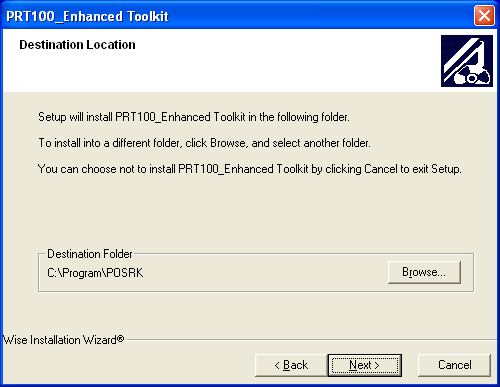 PRT100_Enhanced Toolkit
Destination Location
Setup will install PRT100_Enhanced Toolkit in the following folder.
To install into a different folder, click Browse, and select another folder.
You can choose not to install PRT100_Enhanced Toolkit by clicking Cancel to exit Setup.
Destination Folder
C:\Program\POSRK
Browse...
Wise Installation Wizard®
< Back
Next >
Cancel